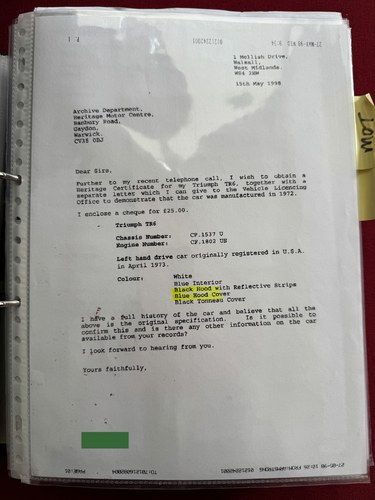 1 Mellish Drive,
Walsall,
West Midlands.
WS4 2HW
18th May 1998
Archive Department,
Heritage Motor Centre,
Banbury Road,
Gaydon,
Warwick.
CV35 0BJ
MOT
Dear Sirs,
Further to my recent telephone call, I wish to obtain a
Heritage Certificate for my Triumph TR6, together with a
separate letter which I can give to the Vehicle Licencing
Office to demonstrate that the car was manufactured in 1972.
I enclose a cheque for £25.00.
Triumph TR6
Chassis Number: CF.1537 U
Engine Number: CF.1802 UE
Left hand drive car originally registered in U.S.A.
in April 1973.
Colour: White
Blue Interior
Black Hood with Reflective Stripe
Blue Hood Cover
Black Tonneau Cover
I have a full history of the car and believe that all the
above is the original specification. Is it possible to
confirm this and is there any other information on the car
available from your records?
I look forward to hearing from you.
Yours faithfully,